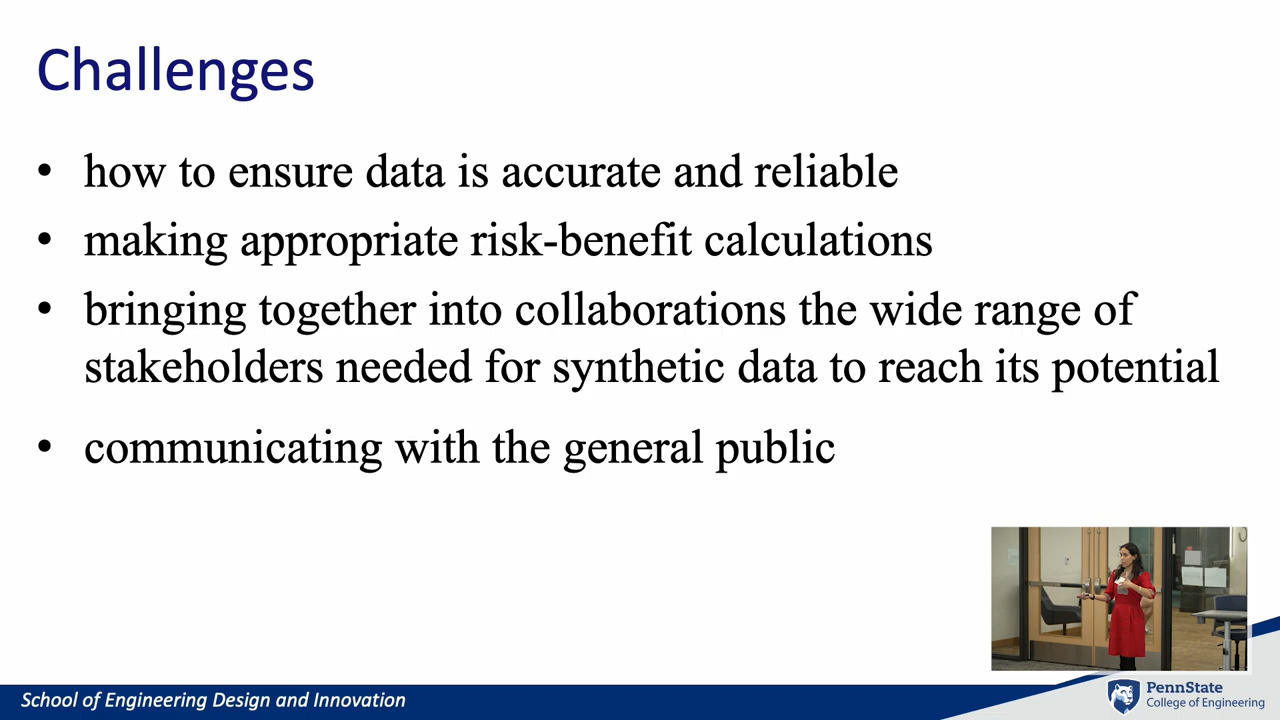 Challenges
• how to ensure data is accurate and reliable
• making appropriate risk-benefit calculations
• bringing together into collaborations the wide range of
stakeholders needed for synthetic data to reach its potential
• communicating with the general public
School of Engineering Design and Innovation
PennState
College of Engineering